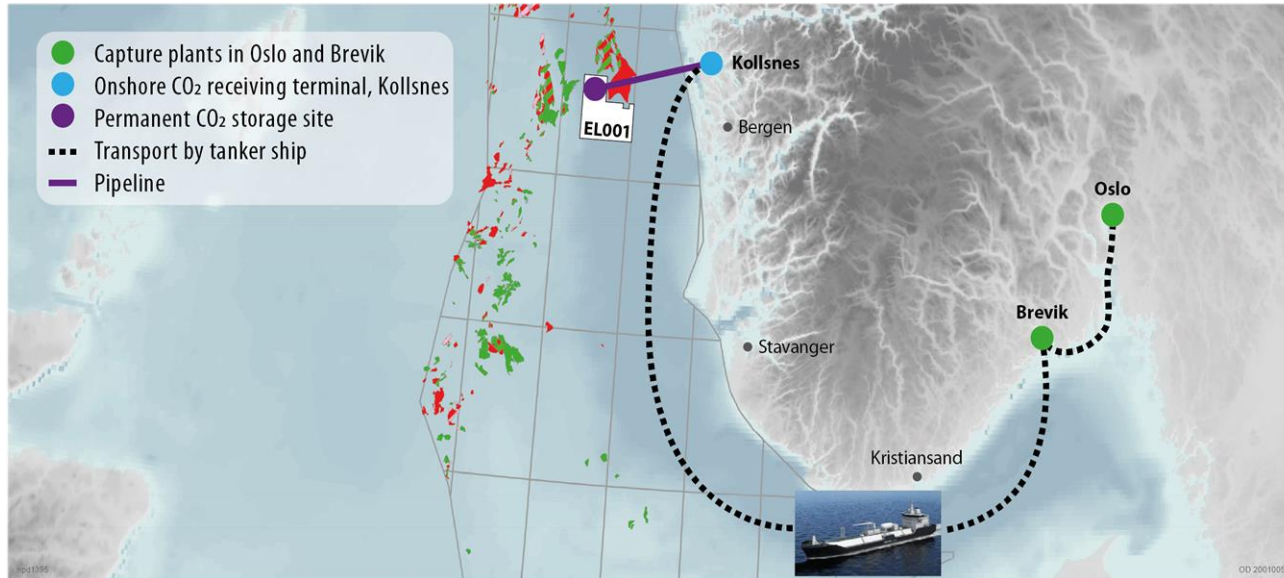 Capture plants in Oslo and Brevik
Onshore CO₂ receiving terminal, Kollsnes
Permanent CO₂ storage site
Transport by tanker ship
Pipeline
EL001
Kollsnes
Bergen
Oslo
Brevik
Stavanger
Kristiansand
npd1395